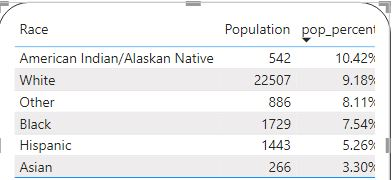 Race Population pop_percent
American Indian/Alaskan Native 542 10.42%
White 22507 9.18%
Other 886 8.11%
Black 1729 7.54%
Hispanic 1443 5.26%
Asian 266 3.30%